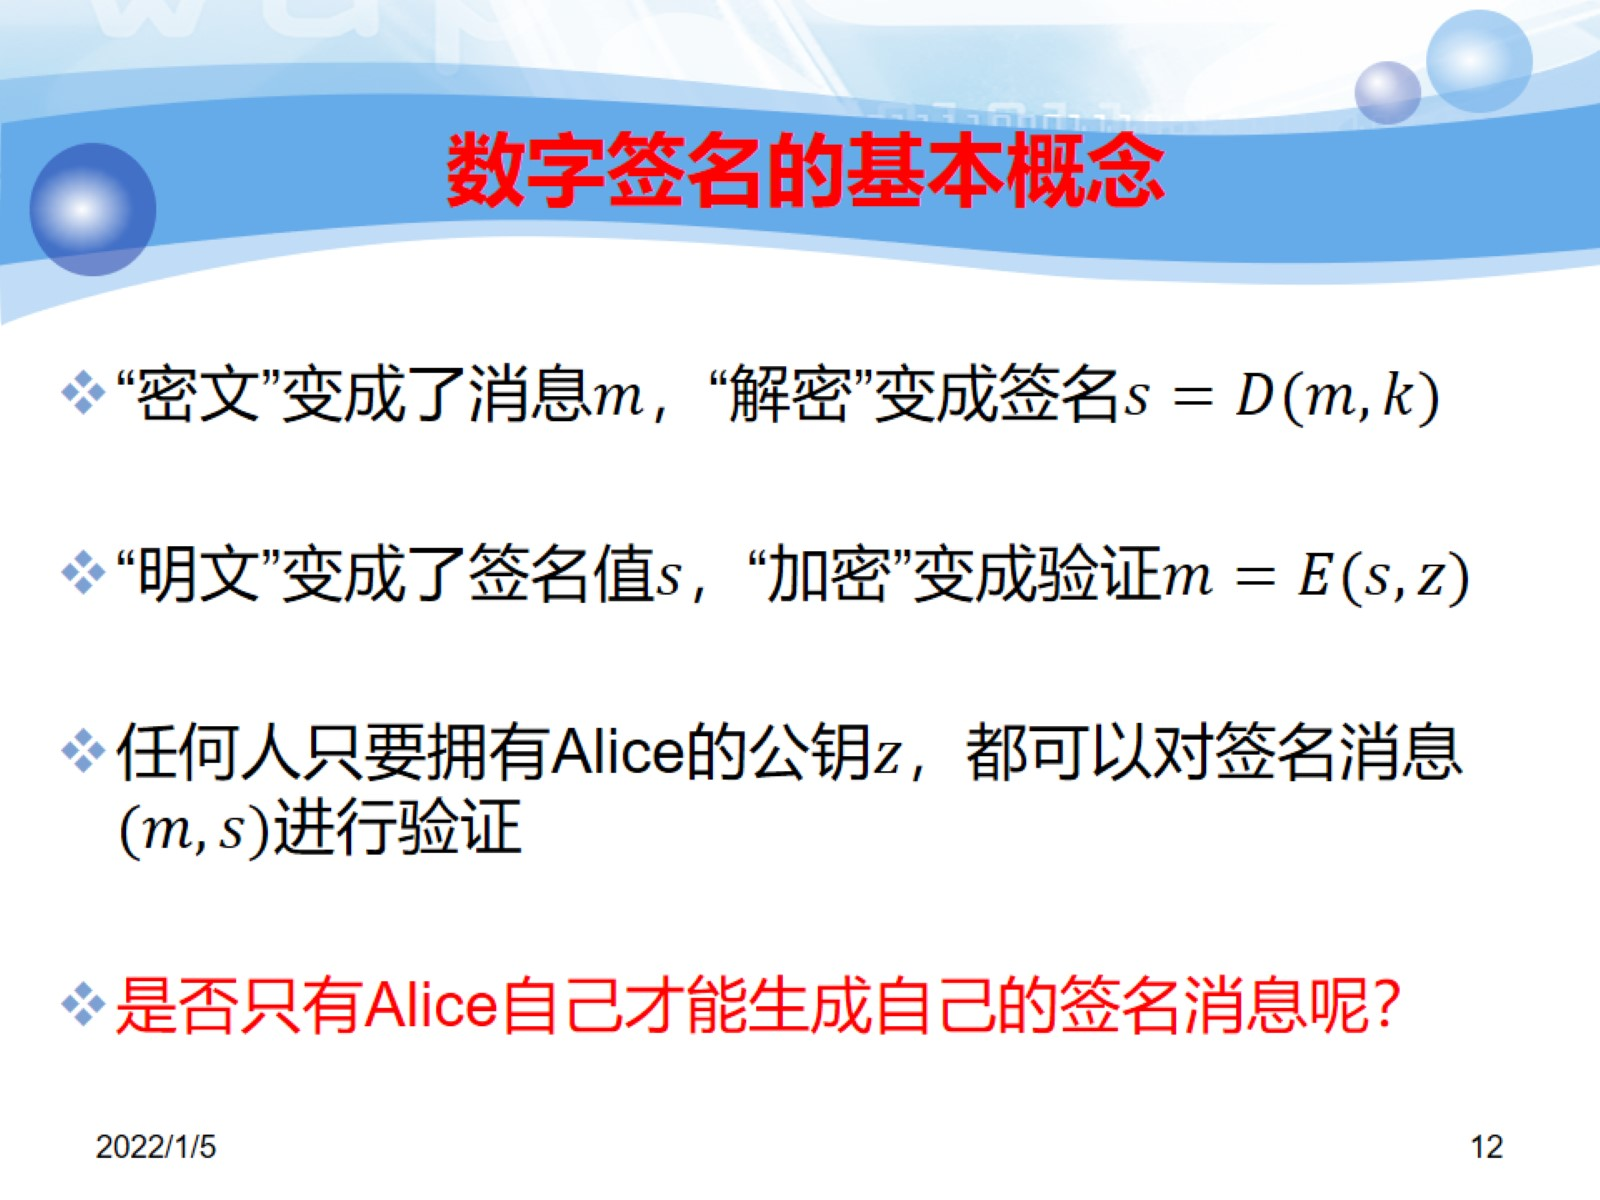 数字签名的基本概念
“密文”变成了消息m，“解密”变成签名s = D(m, k)
“明文”变成了签名值s，“加密”变成验证m = E(s, z)
任何人只要拥有Alice的公钥z，都可以对签名消息
(m, s)进行验证
是否只有Alice自己才能生成自己的签名消息呢？
2022/1/5
12